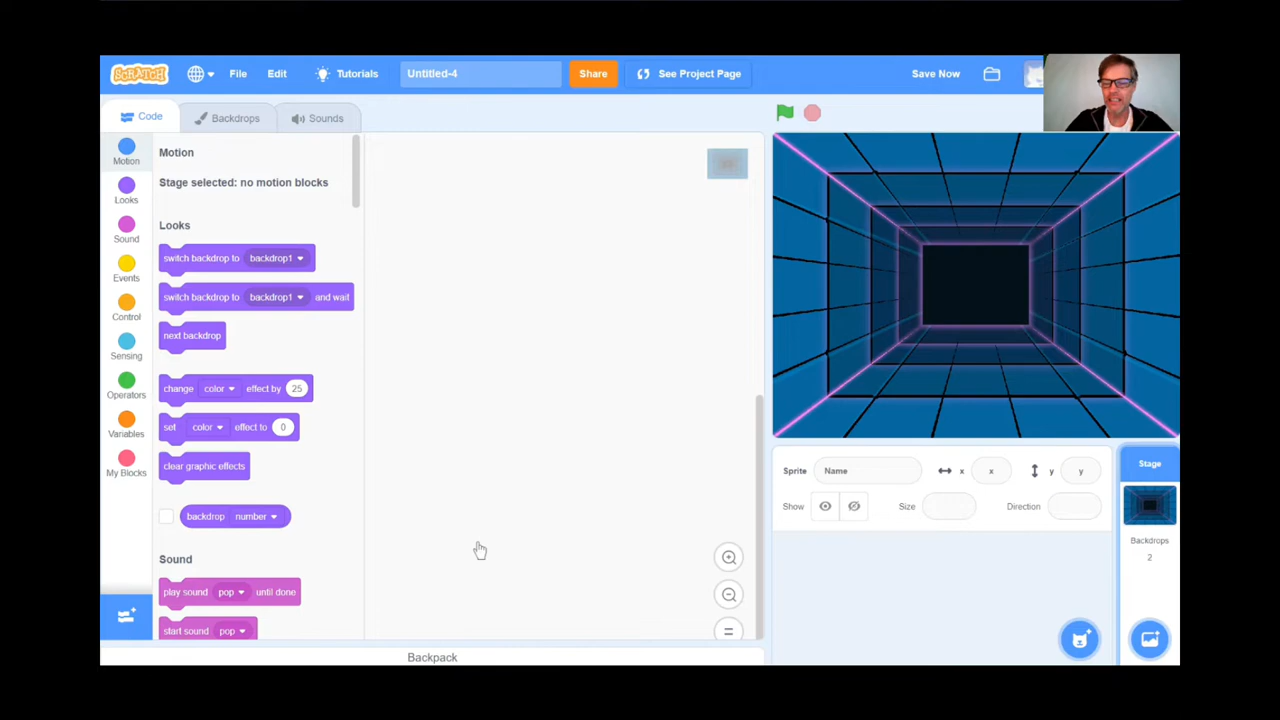 SCRATCH
File
Edit
Tutorials
Untitled-4
Share
See Project Page
Save Now
Code
Backdrops
Sounds
Motion
Looks
Sound
Events
Control
Sensing
Operators
Variables
My Blocks
Motion
Stage selected: no motion blocks
Looks
switch backdrop to backdrop1
switch backdrop to backdrop1 and wait
next backdrop
change color effect by 25
set color effect to 0
clear graphic effects
backdrop number
Sound
play sound pop until done
start sound pop
Backpack
Sprite Name x x y y
Show Size Direction
Stage
Backdrops
2